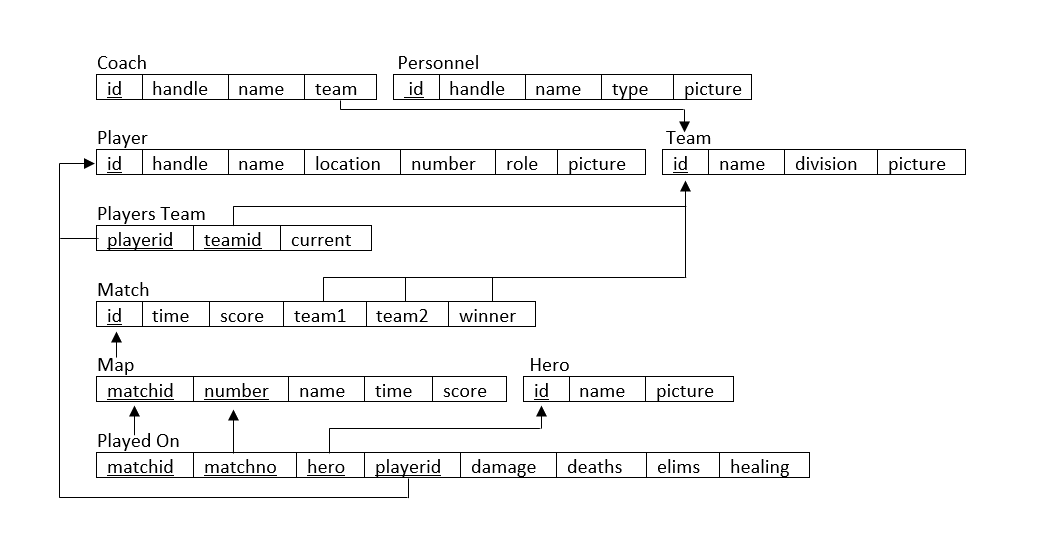 Coach Personnel
id handle name team id handle name type picture
Player Team
id handle name location number role picture id name division picture
Players Team
playerid teamid current
Match
id time score team1 team2 winner
Map Hero
matchid number name time score id name picture
Played On
matchid matchno hero playerid damage deaths elims healing